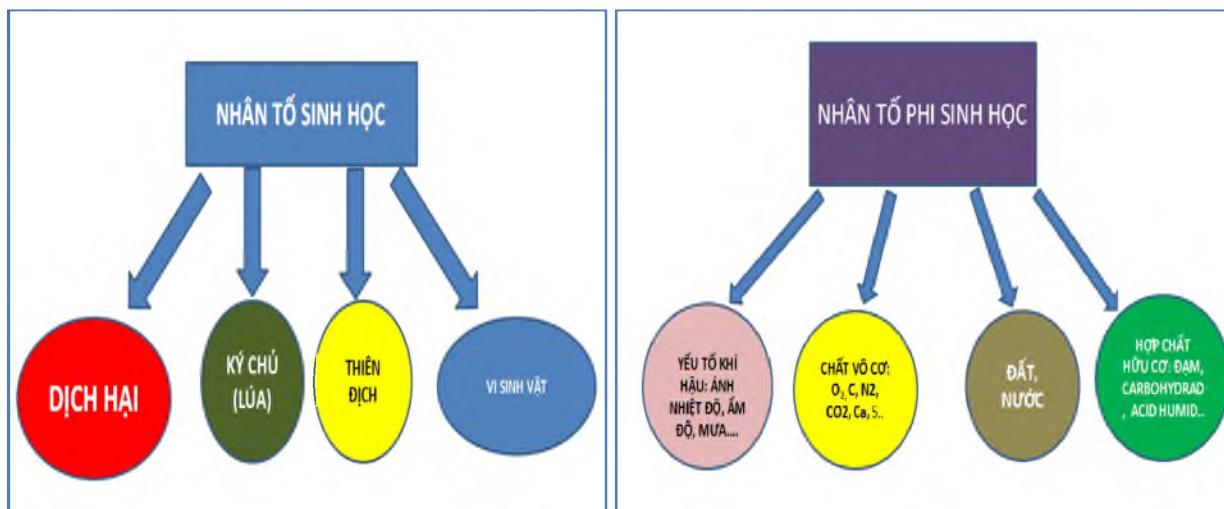 NHÂN TỐ SINH HỌC
DỊCH HẠI
KÝ CHỦ
(LÚA)
THIÊN
ĐỊCH
VI SINH VẬT
NHÂN TỐ PHI SINH HỌC
YẾU TỐ KHÍ
HẬU: ÁNH
NHIỆT ĐỘ, ẨM
ĐỘ, MƯA....
CHẤT VÔ CƠ:
O₂, C, N2,
CO2, Ca, S..
ĐẤT,
NƯỚC
HỢP CHẤT
HỮU CƠ: ĐẠM,
CARBOHYDRAD
, ACID HUMID..